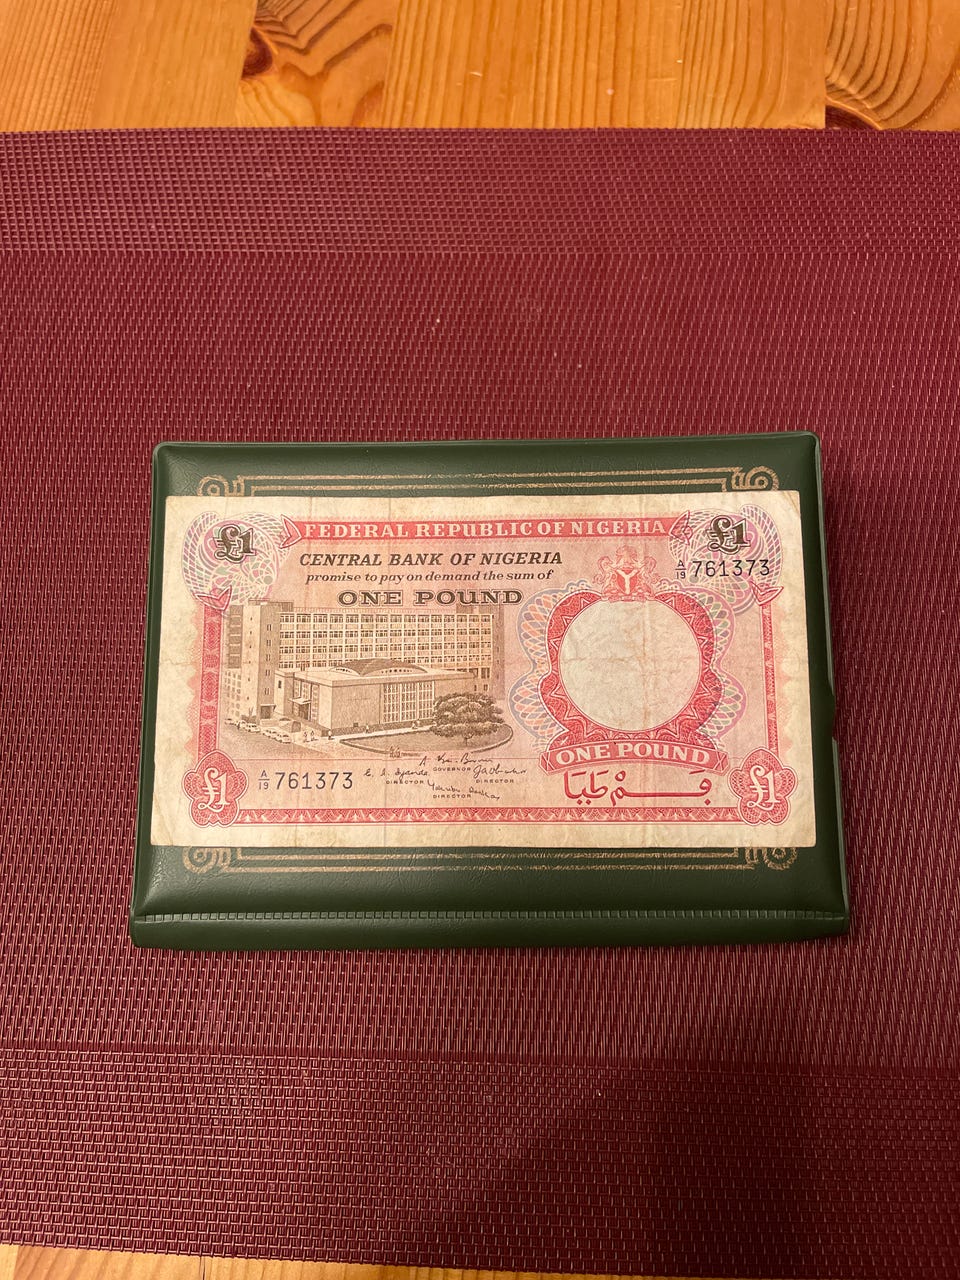 FEDERAL REPUBLIC OF NIGERIA
£1
£1
CENTRAL BANK OF NIGERIA
promise to pay on demand the sum of
ONE POUND
A/19 761373
ONE POUND
A/19 761373
GOVERNOR
DIRECTOR
DIRECTOR
DIRECTOR
£1
£1